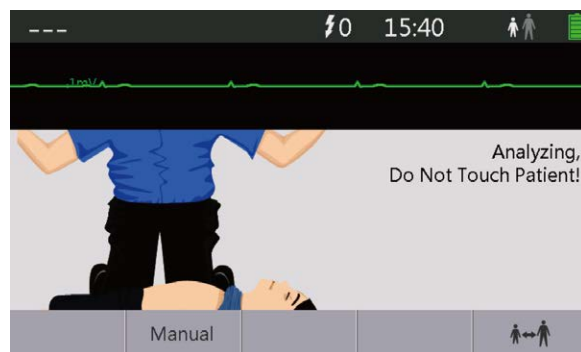 --- 0 15:40
1mV
Analyzing,
Do Not Touch Patient!
Manual